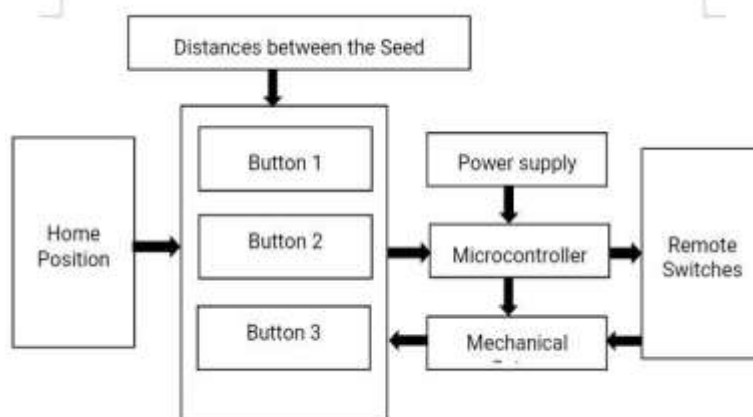 Distances between the Seed
Button 1
Button 2
Button 3
Home
Position
Power supply
Microcontroller
Mechanical
Remote
Switches